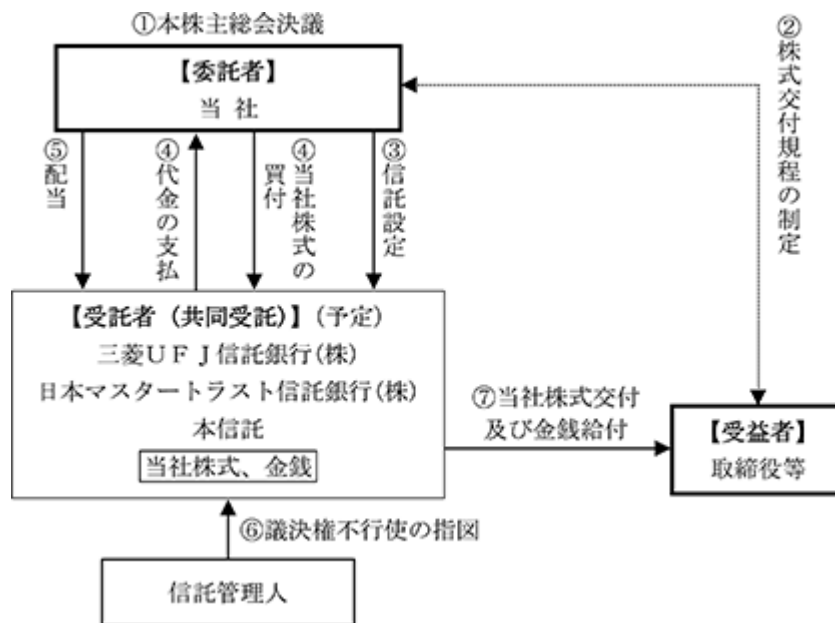 ①本株主総会決議
【委託者】
当 社
⑤配当
④代金の支払
④当社株式の
買付
③信託設定
②株式交付規程の制定
【受託者（共同受託）】(予定)
三菱ＵＦＪ信託銀行(株)
日本マスタートラスト信託銀行(株)
本信託
当社株式、金銭
⑦当社株式交付
及び金銭給付
【受益者】
取締役等
⑥議決権不行使の指図
信託管理人